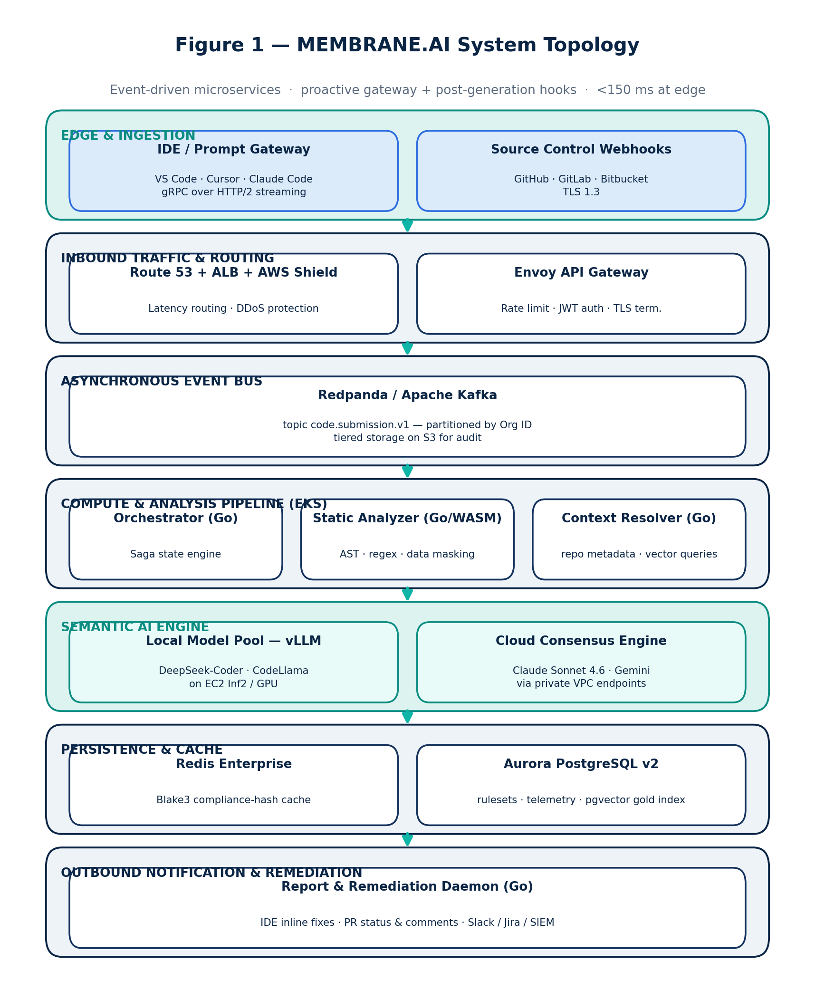 Figure 1 — MEMBRANE.AI System Topology
Event-driven microservices · proactive gateway + post-generation hooks · <150 ms at edge
EDGE & INGESTION
IDE / Prompt Gateway
VS Code · Cursor · Claude Code
gRPC over HTTP/2 streaming
Source Control Webhooks
GitHub · GitLab · Bitbucket
TLS 1.3
INBOUND TRAFFIC & ROUTING
Route 53 + ALB + AWS Shield
Latency routing · DDoS protection
Envoy API Gateway
Rate limit · JWT auth · TLS term.
ASYNCHRONOUS EVENT BUS
Redpanda / Apache Kafka
topic code.submission.v1 — partitioned by Org ID
tiered storage on S3 for audit
COMPUTE & ANALYSIS PIPELINE (EKS)
Orchestrator (Go)
Saga state engine
Static Analyzer (Go/WASM)
AST · regex · data masking
Context Resolver (Go)
repo metadata · vector queries
SEMANTIC AI ENGINE
Local Model Pool — vLLM
DeepSeek-Coder · CodeLlama
on EC2 Inf2 / GPU
Cloud Consensus Engine
Claude Sonnet 4.6 · Gemini
via private VPC endpoints
PERSISTENCE & CACHE
Redis Enterprise
Blake3 compliance-hash cache
Aurora PostgreSQL v2
rulesets · telemetry · pgvector gold index
OUTBOUND NOTIFICATION & REMEDIATION
Report & Remediation Daemon (Go)
IDE inline fixes · PR status & comments · Slack / Jira / SIEM